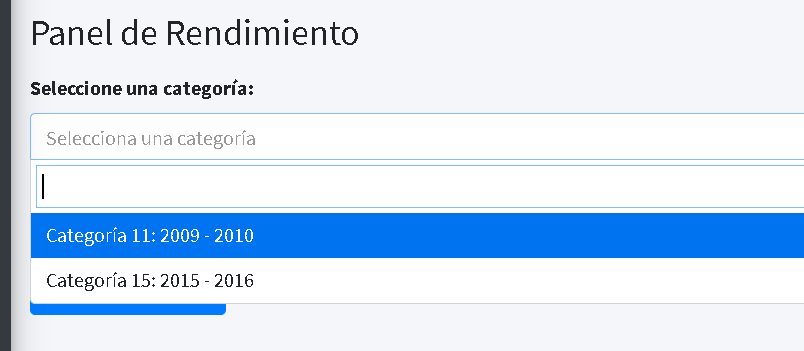 Panel de Rendimiento
Seleccione una categoría:
Selecciona una categoría
Categoría 11: 2009 - 2010
Categoría 15: 2015 - 2016